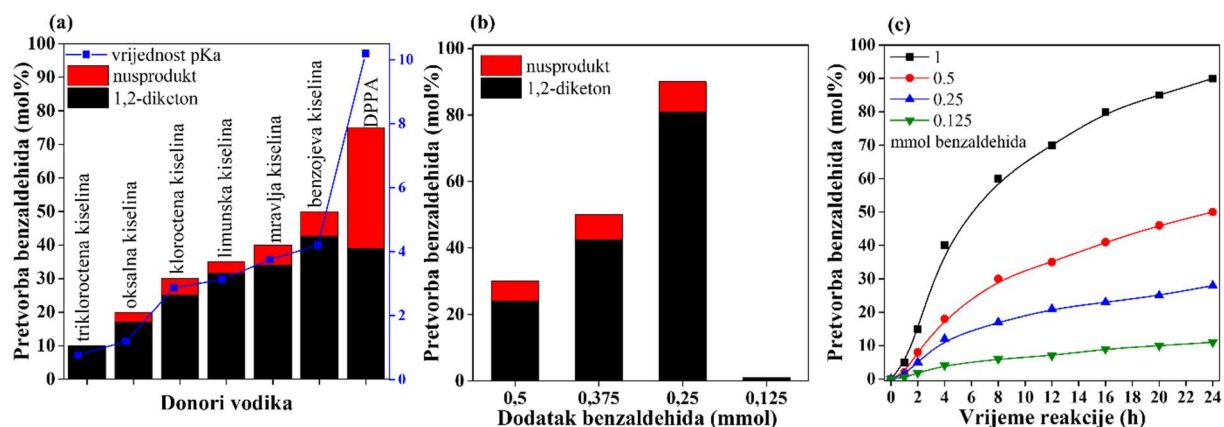 (a)
vrijednost pKa
nusprodukt
1,2-diketon
trikloroctena kiselina
oksalna kiselina
kloroctena kiselina
limunska kiselina
mravlja kiselina
benzojeva kiselina
DPPA
Pretvorba benzaldehida (mol%)
100
90
80
70
60
50
40
30
20
10
0
10
8
6
4
2
0
Donori vodika
(b)
nusprodukt
1,2-diketon
Pretvorba benzaldehida (mol%)
100
80
60
40
20
0
0,5 0,375 0,25 0,125
Dodatak benzaldehida (mmol)
(c)
1
0.5
0.25
0.125
mmol benzaldehida
Pretvorba benzaldehida (mol%)
100
90
80
70
60
50
40
30
20
10
0
0 2 4 6 8 10 12 14 16 18 20 22 24
Vrijeme reakcije (h)